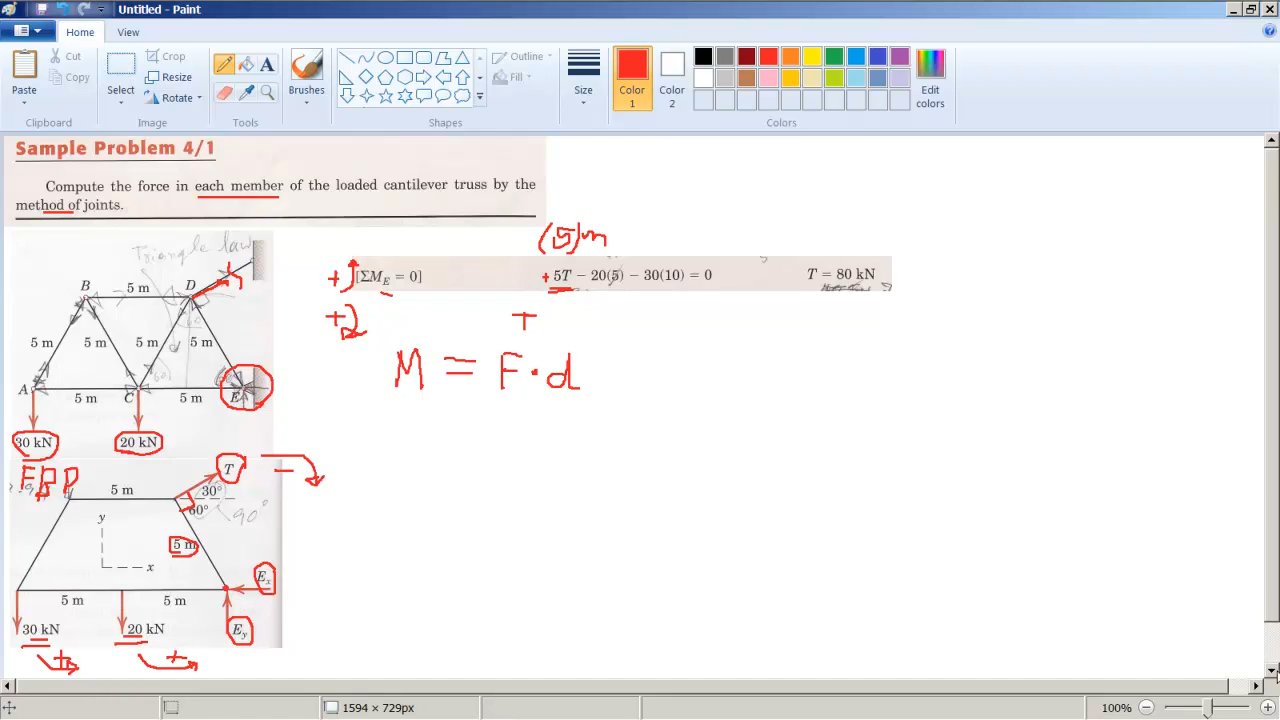 Untitled - Paint
Home View
Paste
Cut
Copy
Clipboard
Select
Crop
Resize
Rotate
Image
Tools
Brushes
Shapes
Outline
Fill
Size
Color 1
Color 2
Edit colors
Colors
Sample Problem 4/1
Compute the force in each member of the loaded cantilever truss by the
method of joints.
Triangle law
(5)m
+ [ΣM_E = 0] + 5T − 20(5) − 30(10) = 0 T = 80 kN
+ +
M = F · d
B 5 m D
5 m 5 m 5 m 5 m
A C E
5 m 5 m
30 kN 20 kN
FBD
T −
5 m 30°
60° 90°
y
5 m
x
E_x
5 m 5 m
30 kN 20 kN E_y
+ +
1594 × 729px
100%